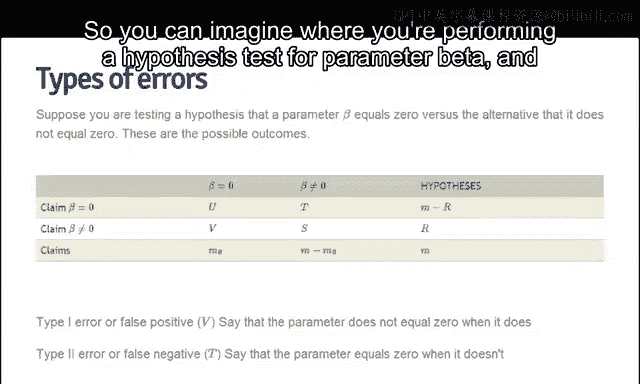 So you can imagine where you're performing
a hypothesis test for parameter beta, and
Types of errors
Suppose you are testing a hypothesis that a parameter β equals zero versus the alternative that it does
not equal zero. These are the possible outcomes.
β = 0 β ≠ 0 HYPOTHESES
Claim β = 0 U T m − R
Claim β ≠ 0 V S R
Claims m₀ m − m₀ m
Type I error or false positive (V) Say that the parameter does not equal zero when it does
Type II error or false negative (T) Say that the parameter equals zero when it doesn't